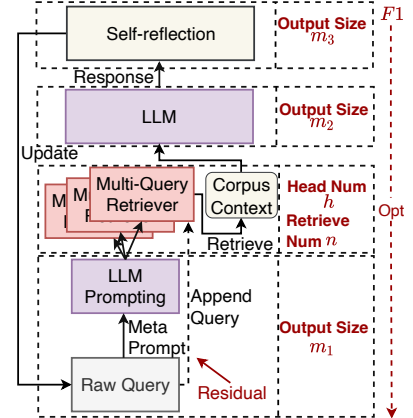 Self-reflection
Output Size
m₃
F1
Response
LLM
Output Size
m₂
Update
Multi-Query
Retriever
Corpus
Context
Head Num
h
Retrieve
Num n
Opt
Retrieve
LLM
Prompting
Append
Query
Meta
Prompt
Output Size
m₁
Raw Query
Residual